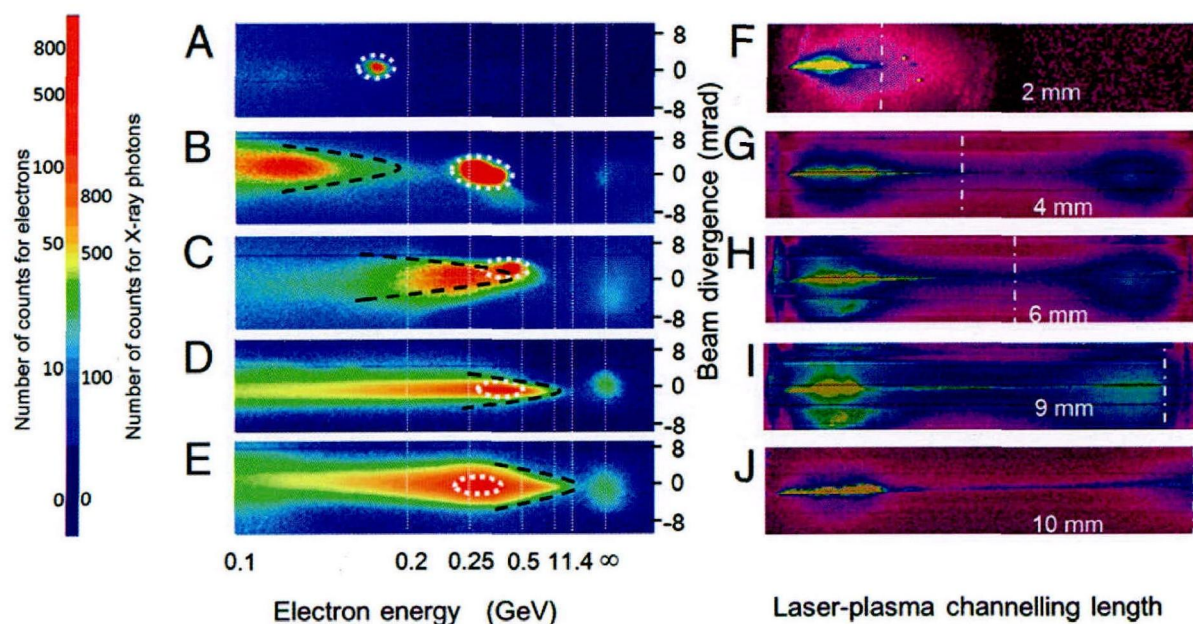 Number of counts for electrons
800
500
100
50
10
0
Number of counts for X-ray photons
800
500
100
0
A
B
C
D
E
8
0
-8
8
0
-8
8
0
-8
8
0
-8
8
0
-8
Beam divergence (mrad)
0.1 0.2 0.25 0.5 11.4 ∞
Electron energy (GeV)
F
2 mm
G
4 mm
H
6 mm
I
9 mm
J
10 mm
Laser-plasma channelling length